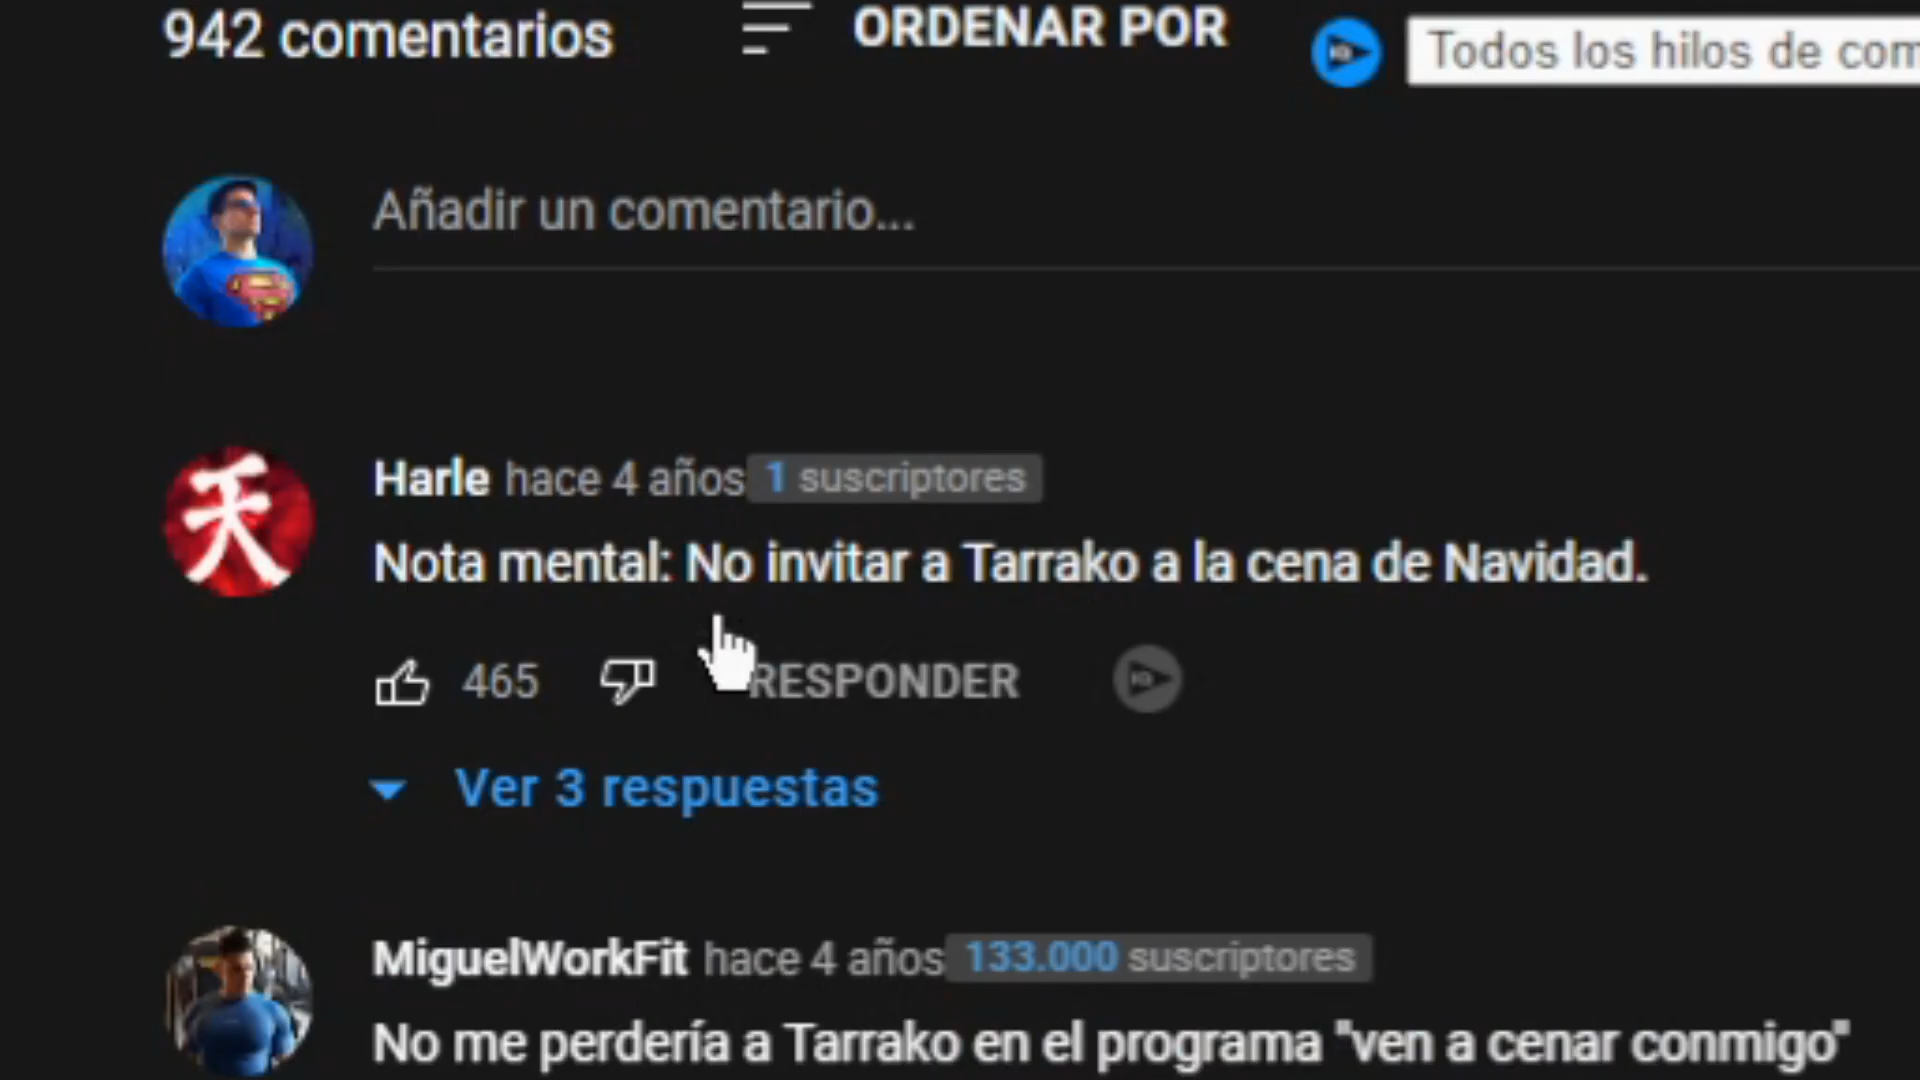 942 comentarios
ORDENAR POR
Todos los hilos de com
Añadir un comentario...
天
Harle hace 4 años 1 suscriptores
Nota mental: No invitar a Tarrako a la cena de Navidad.
465 RESPONDER
Ver 3 respuestas
MiguelWorkFit hace 4 años 133.000 suscriptores
No me perdería a Tarrako en el programa "ven a cenar conmigo"